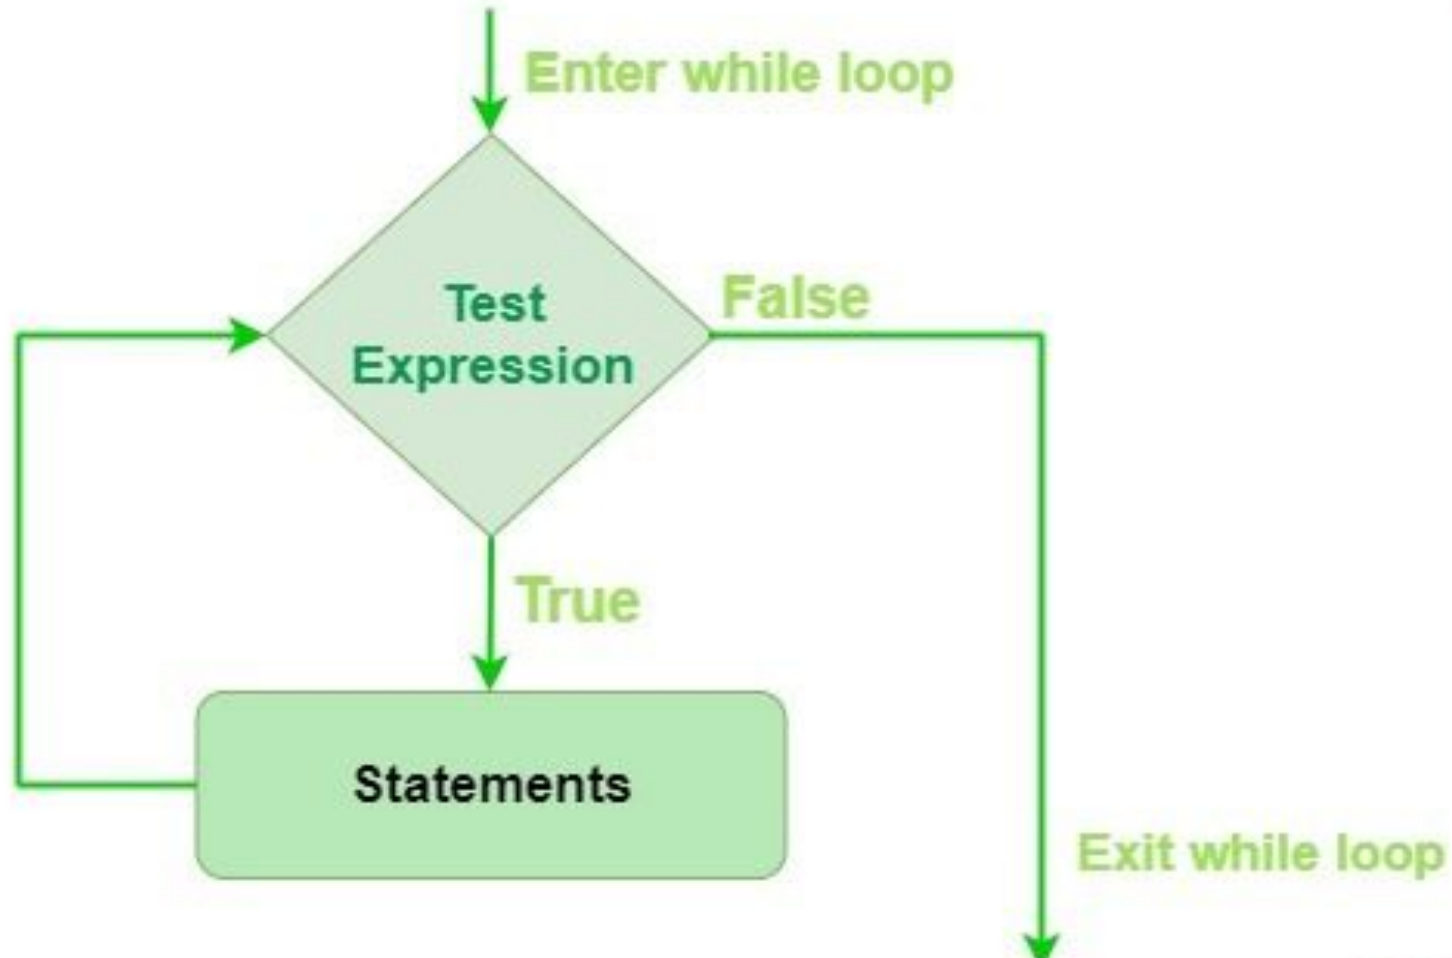 Enter while loop
Test
Expression
False
True
Statements
Exit while loop